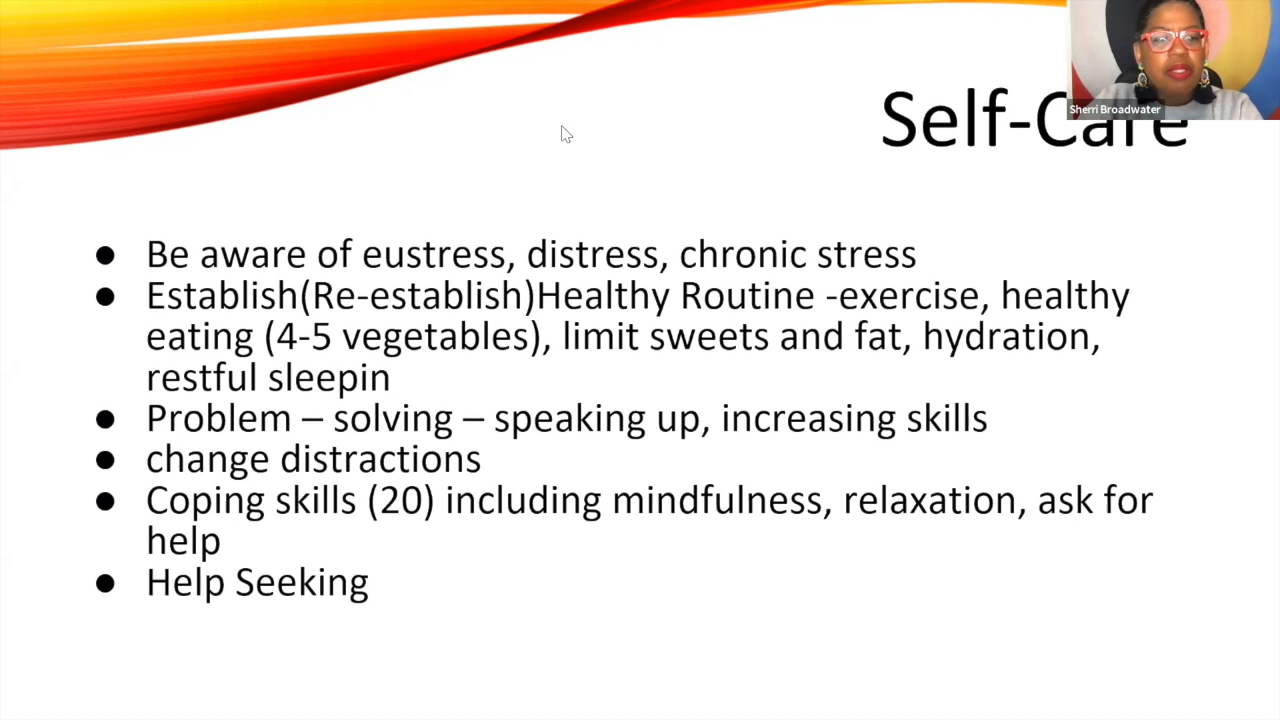 Sherri Broadwater
Self-Care
● Be aware of eustress, distress, chronic stress
● Establish(Re-establish)Healthy Routine -exercise, healthy
eating (4-5 vegetables), limit sweets and fat, hydration,
restful sleepin
● Problem – solving – speaking up, increasing skills
● change distractions
● Coping skills (20) including mindfulness, relaxation, ask for
help
● Help Seeking